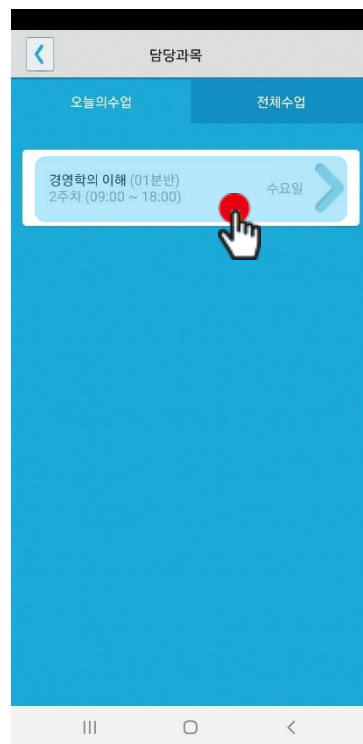 담당과목
오늘의수업 전체수업
경영학의 이해 (01분반)
2주차 (09:00 ~ 18:00)
수요일